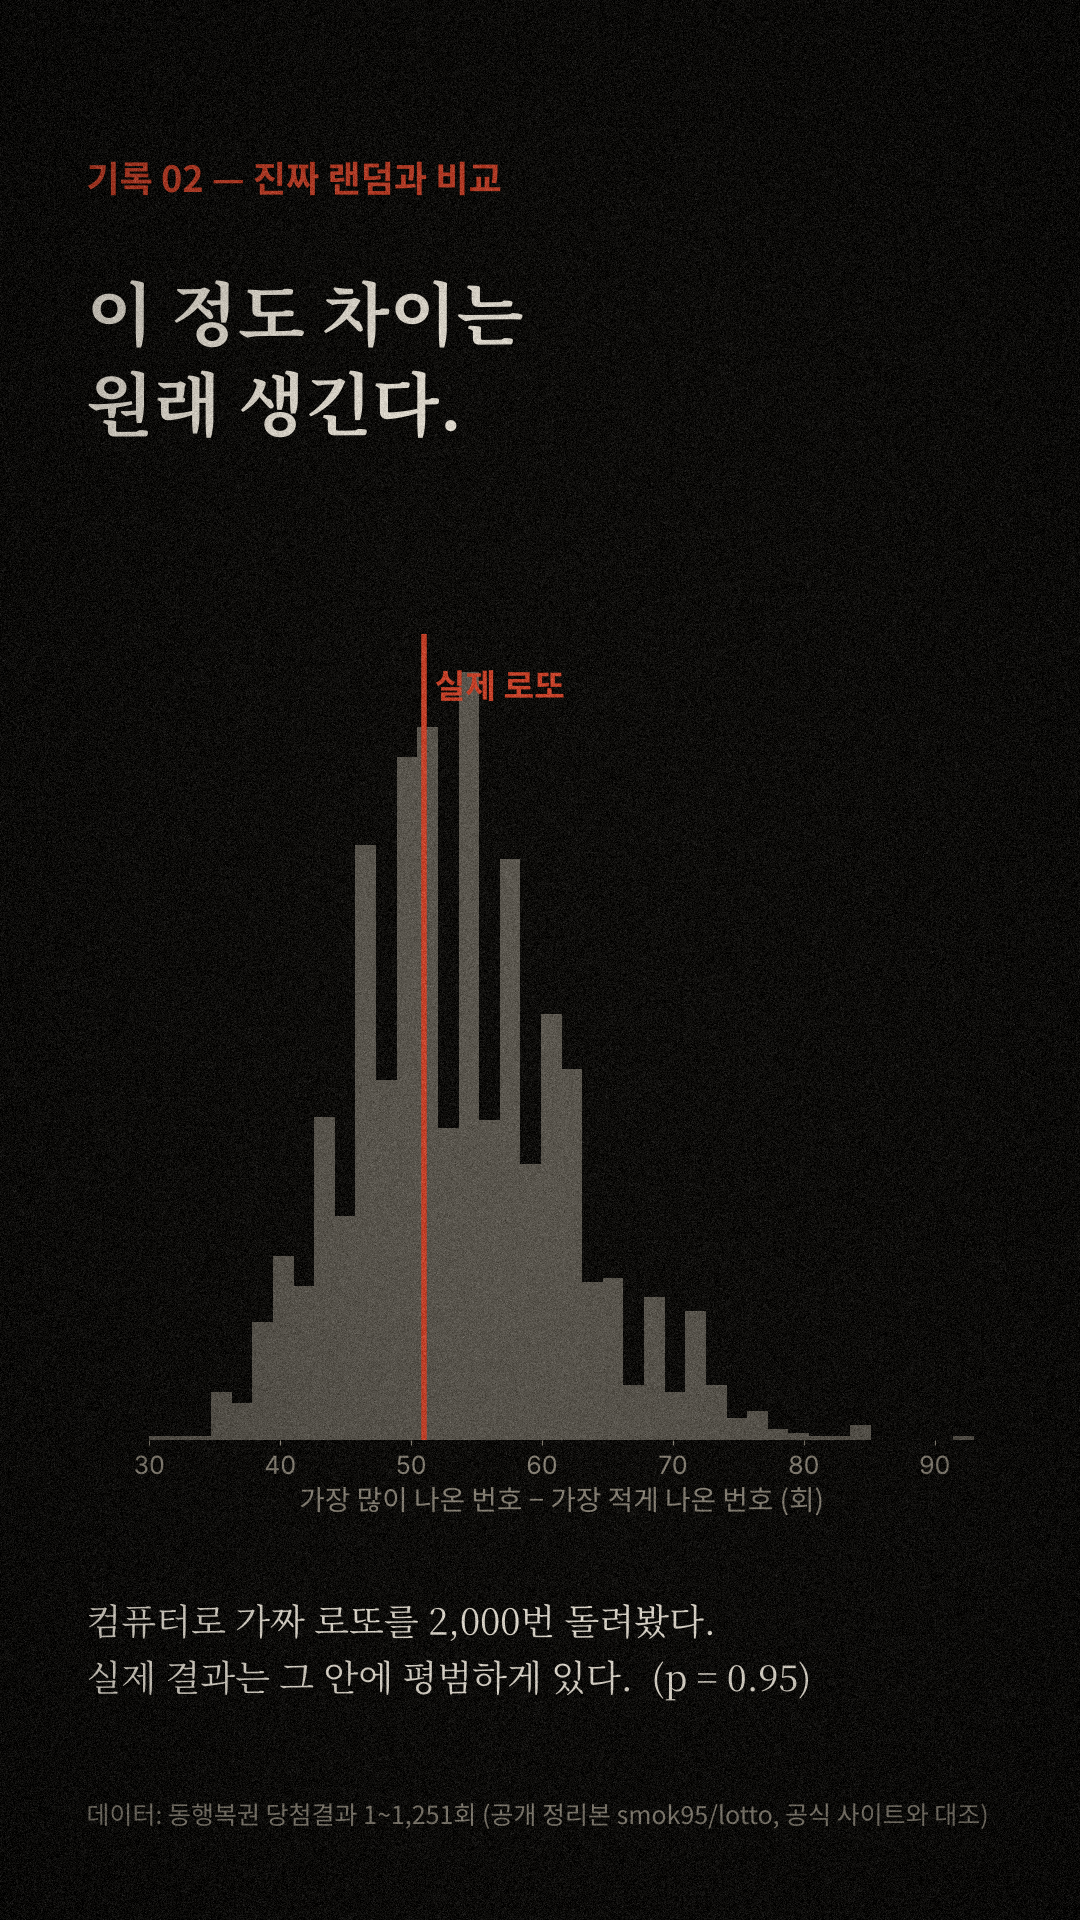 기록 02 — 진짜 랜덤과 비교
이 정도 차이는
원래 생긴다.
실제 로또
30 40 50 60 70 80 90
가장 많이 나온 번호 – 가장 적게 나온 번호 (회)
컴퓨터로 가짜 로또를 2,000번 돌려봤다.
실제 결과는 그 안에 평범하게 있다. (p = 0.95)
데이터: 동행복권 당첨결과 1~1,251회 (공개 정리본 smok95/lotto, 공식 사이트와 대조)